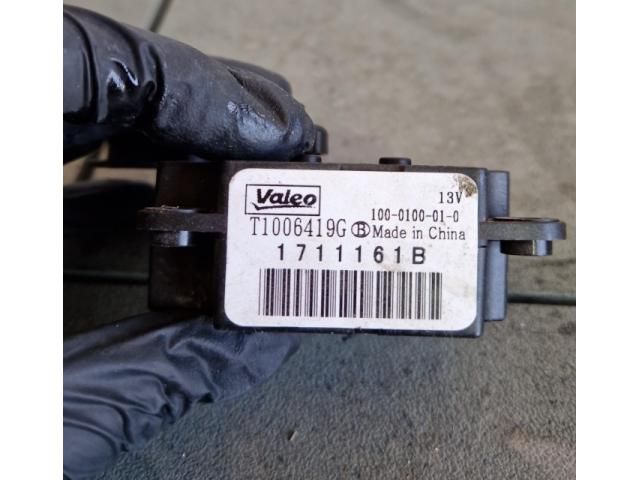 Valeo
13V
100-0100-01-0
T1006419G Ⓑ Made in China
1711161B